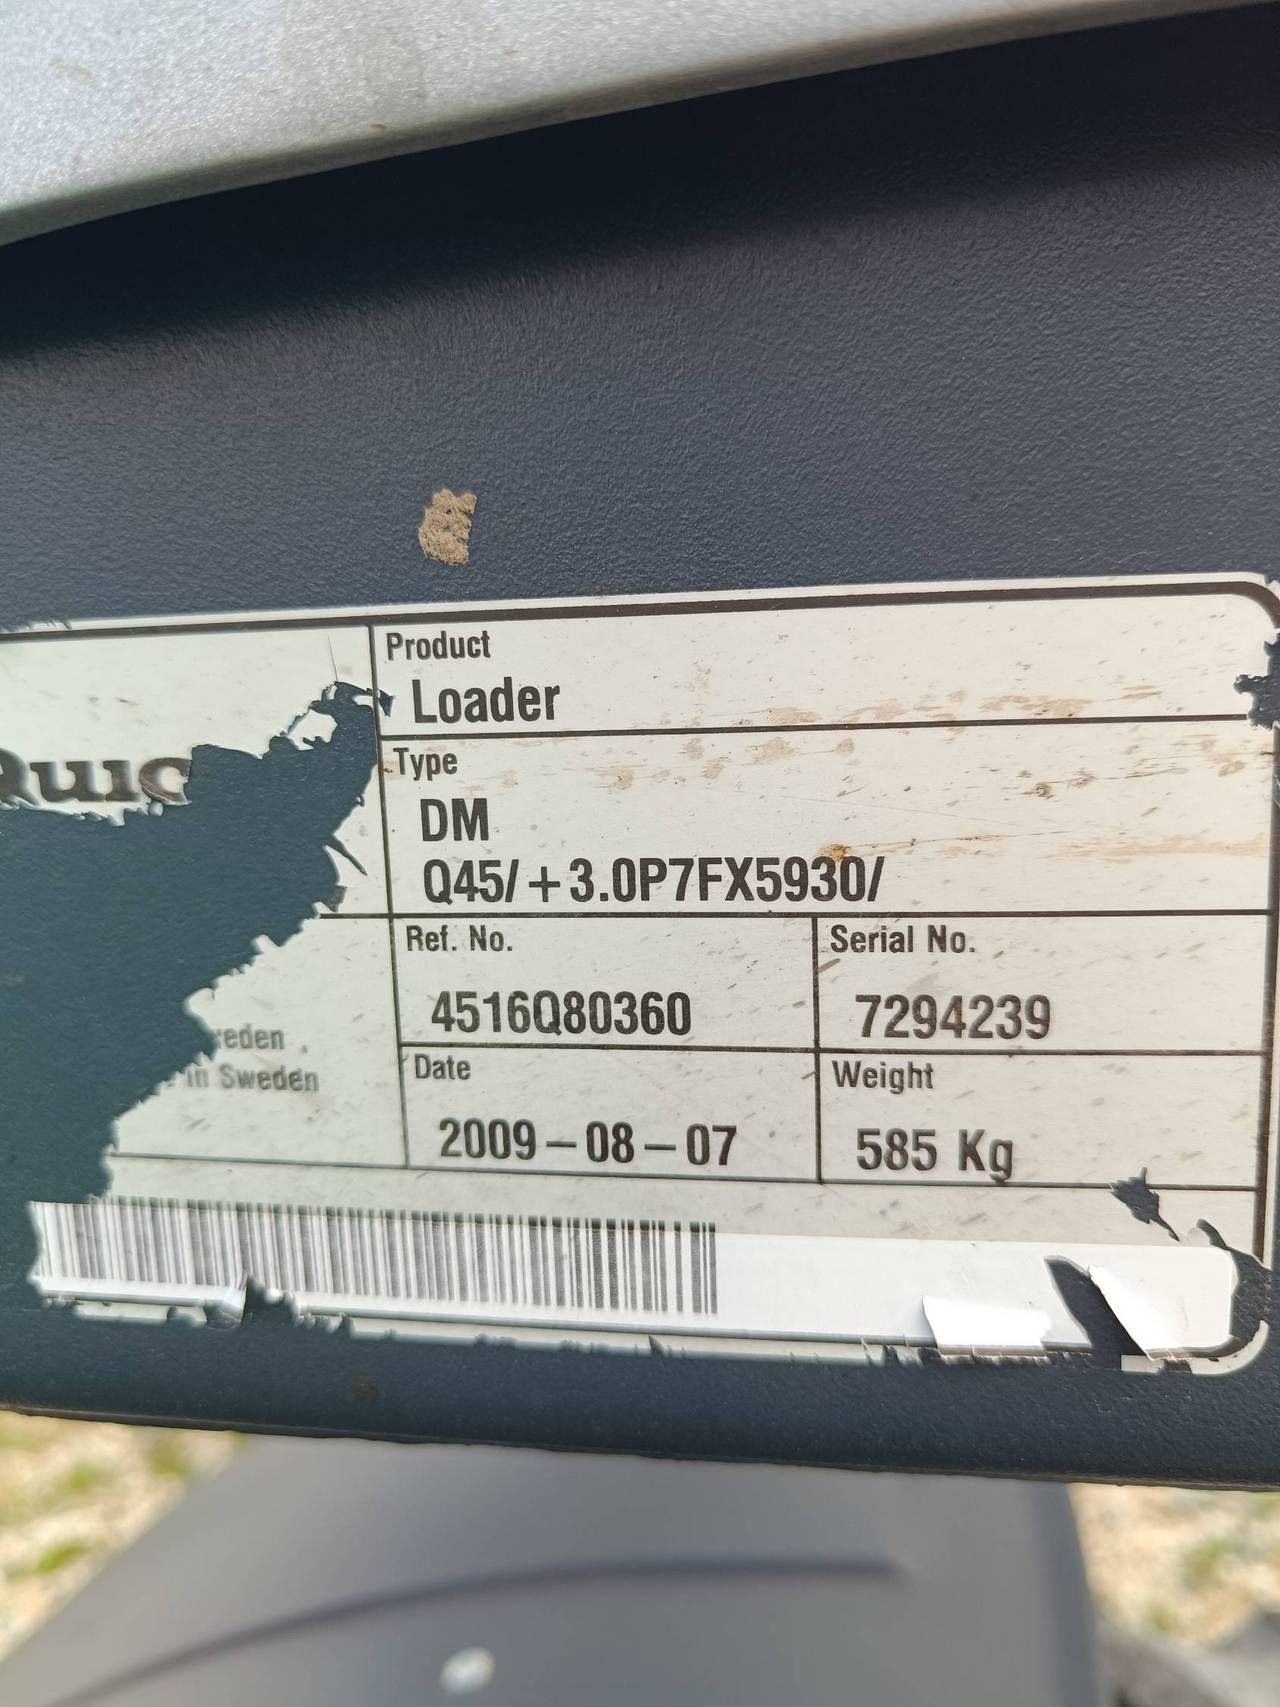 Product
Loader
Quic
Type
DM
Q45/+3.0P7FX5930/
Ref. No.
4516Q80360
Serial No.
7294239
reden
in Sweden
Date
2009-08-07
Weight
585 Kg